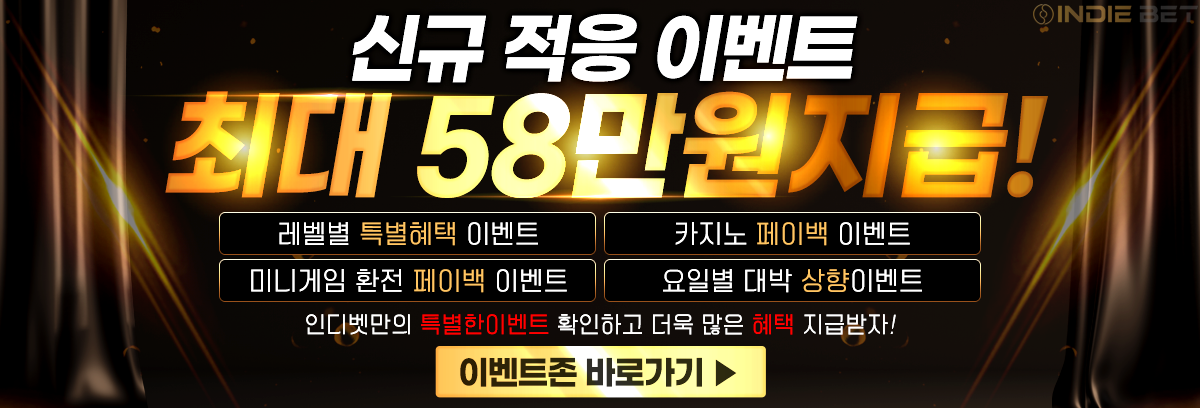 INDIE BET
신규 적응 이벤트
최대 58만원지급!
레벨별 특별혜택 이벤트
카지노 페이백 이벤트
미니게임 환전 페이백 이벤트
요일별 대박 상향이벤트
인디벳만의 특별한이벤트 확인하고 더욱 많은 혜택 지급받자!
이벤트존 바로가기 ▶